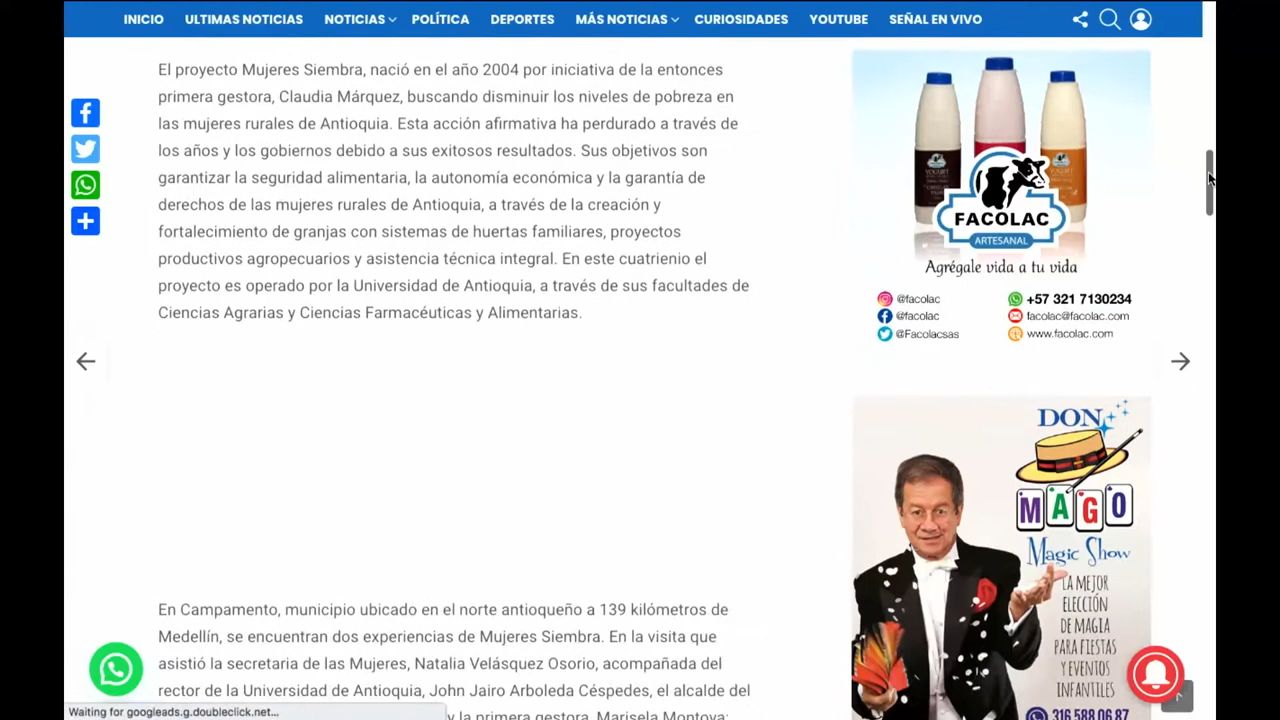 INICIO ULTIMAS NOTICIAS NOTICIAS POLÍTICA DEPORTES MÁS NOTICIAS CURIOSIDADES YOUTUBE SEÑAL EN VIVO
El proyecto Mujeres Siembra, nació en el año 2004 por iniciativa de la entonces
primera gestora, Claudia Márquez, buscando disminuir los niveles de pobreza en
las mujeres rurales de Antioquia. Esta acción afirmativa ha perdurado a través de
los años y los gobiernos debido a sus exitosos resultados. Sus objetivos son
garantizar la seguridad alimentaria, la autonomía económica y la garantía de
derechos de las mujeres rurales de Antioquia, a través de la creación y
fortalecimiento de granjas con sistemas de huertas familiares, proyectos
productivos agropecuarios y asistencia técnica integral. En este cuatrienio el
proyecto es operado por la Universidad de Antioquia, a través de sus facultades de
Ciencias Agrarias y Ciencias Farmacéuticas y Alimentarias.
En Campamento, municipio ubicado en el norte antioqueño a 139 kilómetros de
Medellín, se encuentran dos experiencias de Mujeres Siembra. En la visita que
asistió la secretaria de las Mujeres, Natalia Velásquez Osorio, acompañada del
rector de la Universidad de Antioquia, John Jairo Arboleda Céspedes, el alcalde del
y la primera gestora, Marisela Montoya;
Waiting for googleads.g.doubleclick.net...
FACOLAC
ARTESANAL
Agrégale vida a tu vida
@facolac +57 321 7130234
@facolac facolac@facolac.com
@Facolacsas www.facolac.com
DON
MAGO
Magic Show
LA MEJOR
ELECCIÓN
DE MAGIA
PARA FIESTAS
Y EVENTOS
INFANTILES
316 588 06 87